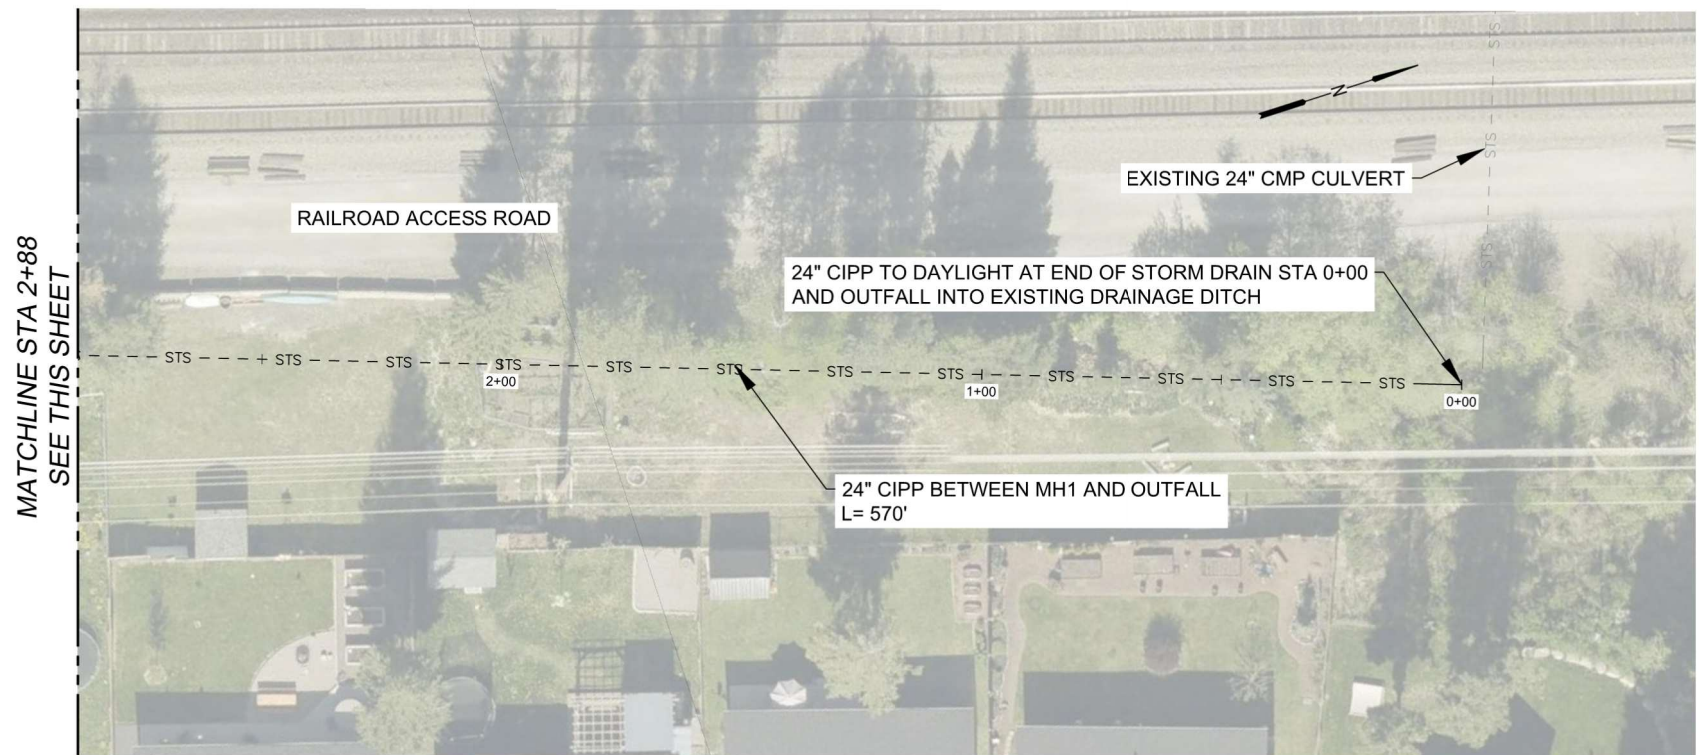 MATCHLINE STA 2+88
SEE THIS SHEET
STS
N
STS
EXISTING 24" CMP CULVERT
RAILROAD ACCESS ROAD
STS
24" CIPP TO DAYLIGHT AT END OF STORM DRAIN STA 0+00
AND OUTFALL INTO EXISTING DRAINAGE DITCH
STS STS STS STS STS STS STS STS STS STS STS STS
2+00
1+00
0+00
24" CIPP BETWEEN MH1 AND OUTFALL
L= 570'